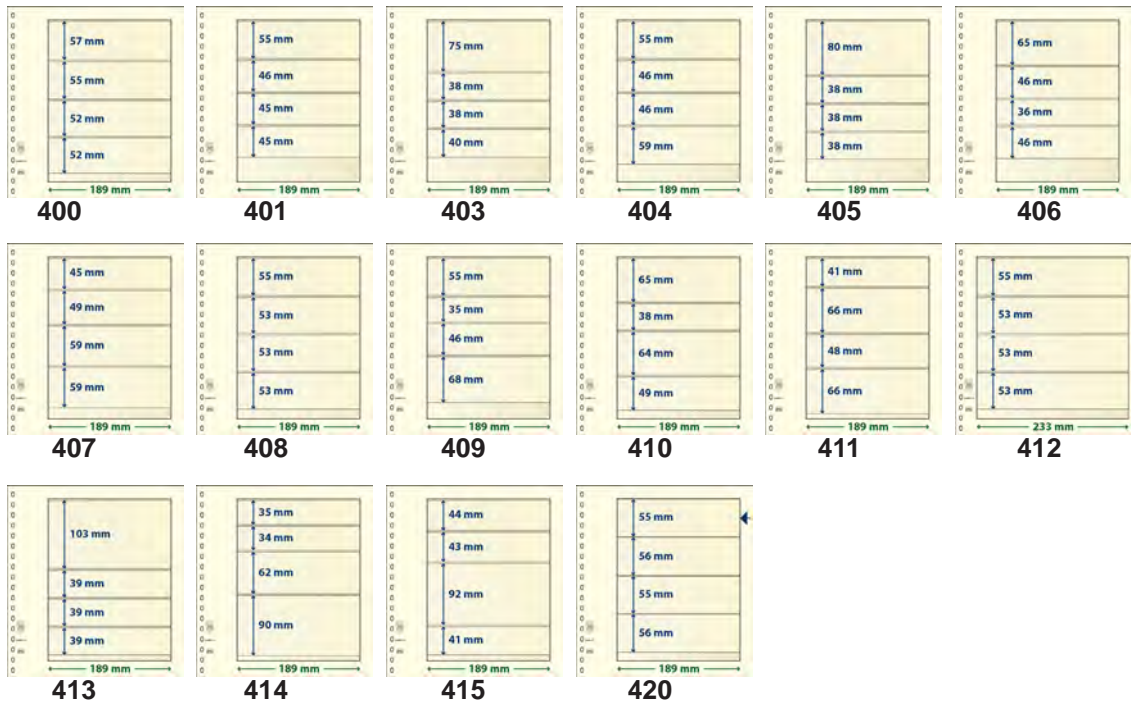 57 mm
55 mm
52 mm
52 mm
189 mm
400
55 mm
46 mm
45 mm
45 mm
189 mm
401
75 mm
38 mm
38 mm
40 mm
189 mm
403
55 mm
46 mm
46 mm
59 mm
189 mm
404
80 mm
38 mm
38 mm
38 mm
189 mm
405
65 mm
46 mm
36 mm
46 mm
189 mm
406
45 mm
49 mm
59 mm
59 mm
189 mm
407
55 mm
53 mm
53 mm
53 mm
189 mm
408
55 mm
35 mm
46 mm
68 mm
189 mm
409
65 mm
38 mm
64 mm
49 mm
189 mm
410
41 mm
66 mm
48 mm
66 mm
189 mm
411
55 mm
53 mm
53 mm
53 mm
233 mm
412
103 mm
39 mm
39 mm
39 mm
189 mm
413
35 mm
34 mm
62 mm
90 mm
189 mm
414
44 mm
43 mm
92 mm
41 mm
189 mm
415
55 mm
56 mm
55 mm
56 mm
189 mm
420